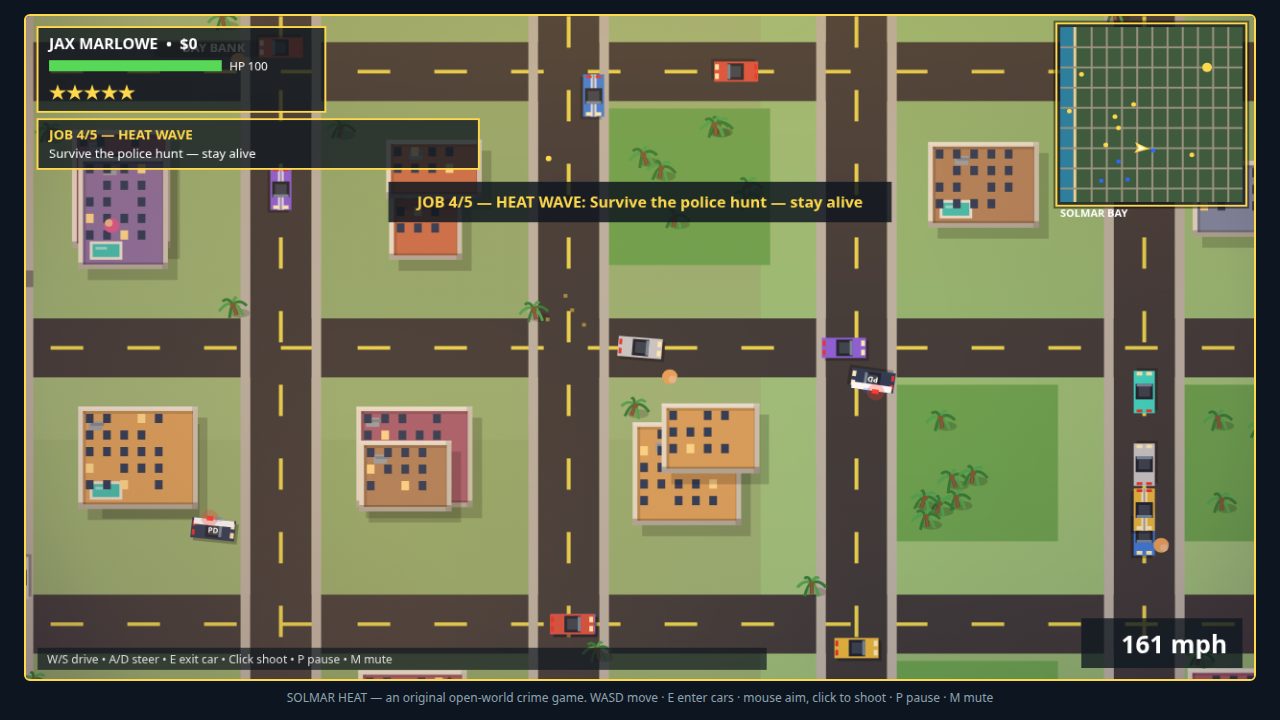 JAX MARLOWE • $0
BAY BANK
HP 100
★★★★★
JOB 4/5 — HEAT WAVE
Survive the police hunt — stay alive
JOB 4/5 — HEAT WAVE: Survive the police hunt — stay alive
SOLMAR BAY
PD
PD
161 mph
W/S drive • A/D steer • E exit car • Click shoot • P pause • M mute
SOLMAR HEAT — an original open-world crime game. WASD move · E enter cars · mouse aim, click to shoot · P pause · M mute